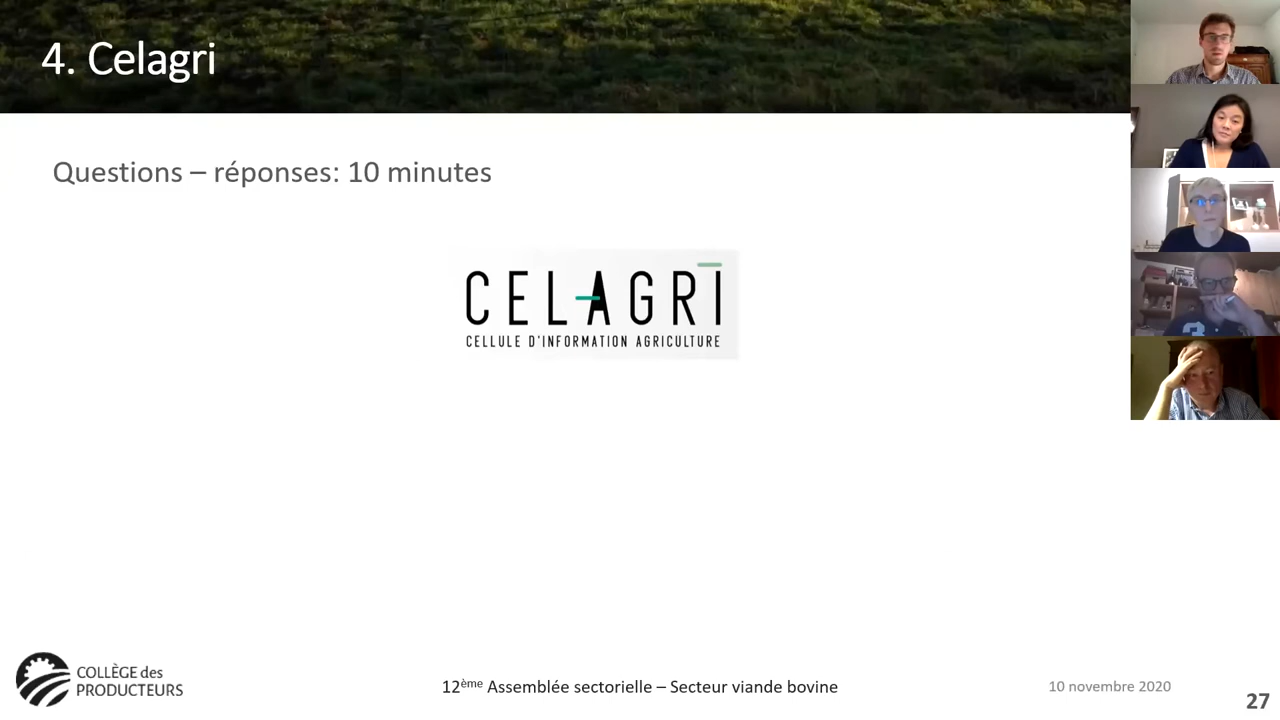 4. Celagri
Questions – réponses: 10 minutes
CELAGRI
CELLULE D'INFORMATION AGRICULTURE
COLLÈGE des
PRODUCTEURS
12ème Assemblée sectorielle – Secteur viande bovine
10 novembre 2020
27